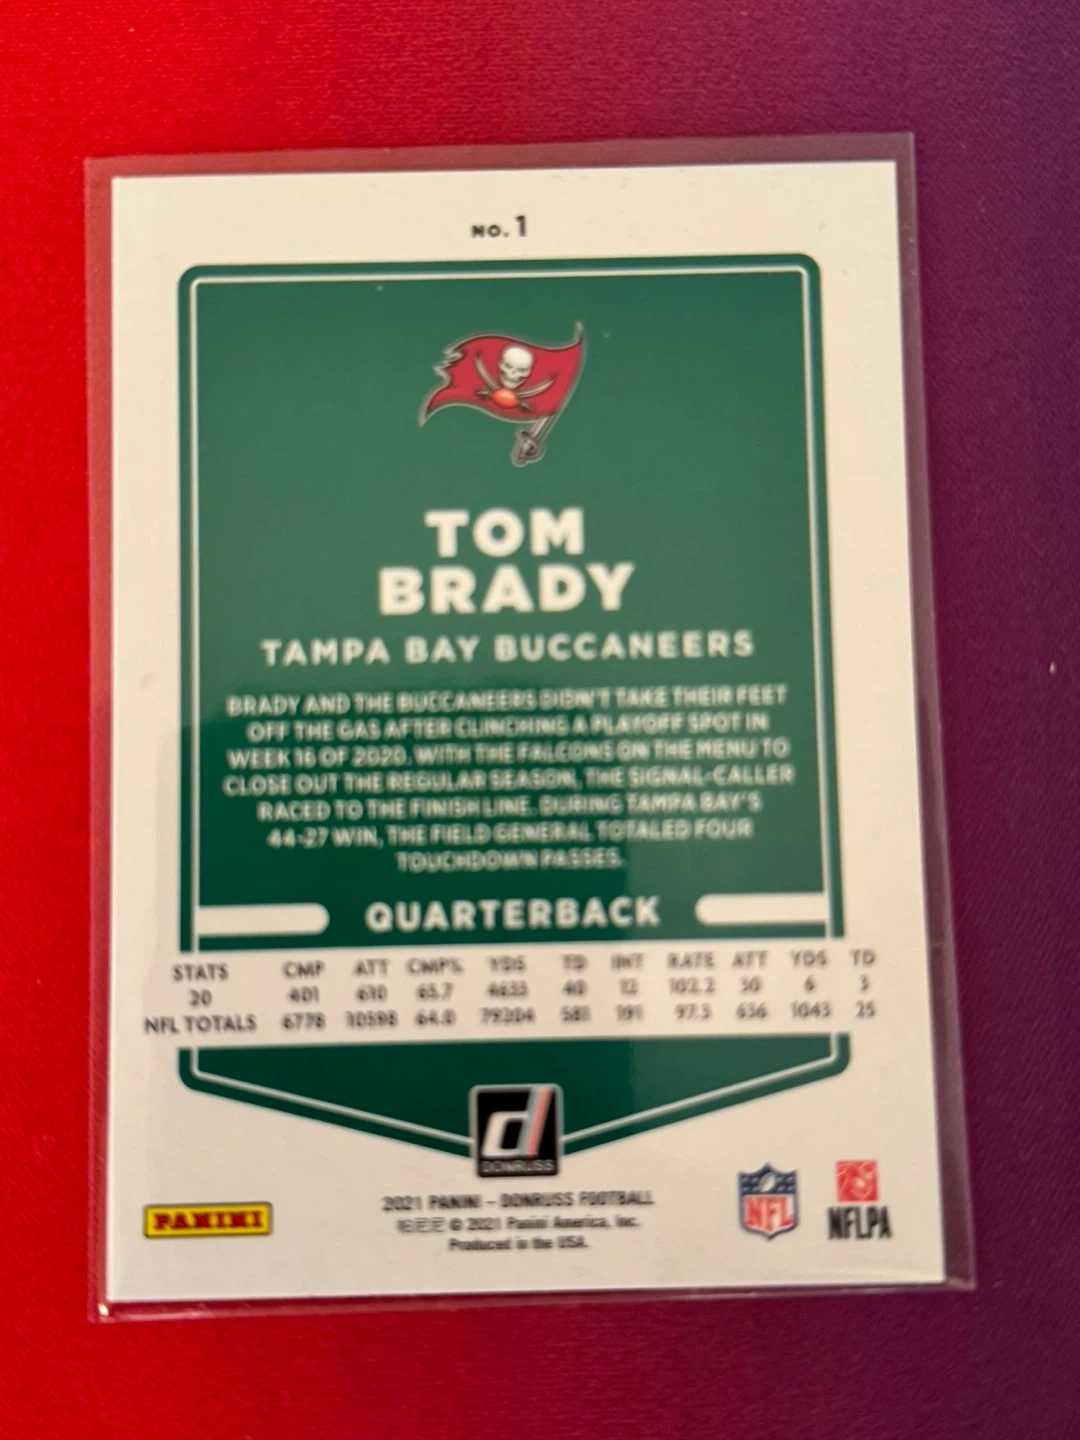 NO. 1
TOM
BRADY
TAMPA BAY BUCCANEERS
BRADY AND THE BUCCANEERS DIDN'T TAKE THEIR FEET
OFF THE GAS AFTER CLINCHING A PLAYOFF SPOT IN
WEEK 16 OF 2020. WITH THE FALCONS ON THE MENU TO
CLOSE OUT THE REGULAR SEASON, THE SIGNAL-CALLER
RACED TO THE FINISH LINE. DURING TAMPA BAY'S
44-27 WIN, THE FIELD GENERAL TOTALED FOUR
TOUCHDOWN PASSES.
QUARTERBACK
STATS CMP ATT CMP% YDS TD INT RATE ATT YDS TD
20 401 610 65.7 4633 40 12 102.2 30 6 3
NFL TOTALS 6778 10598 64.0 79204 581 191 97.3 636 1043 25
DONRUSS
PANINI
2021 PANINI – DONRUSS FOOTBALL
© 2021 Panini America, Inc.
Produced in the USA.
NFL
NFLPA